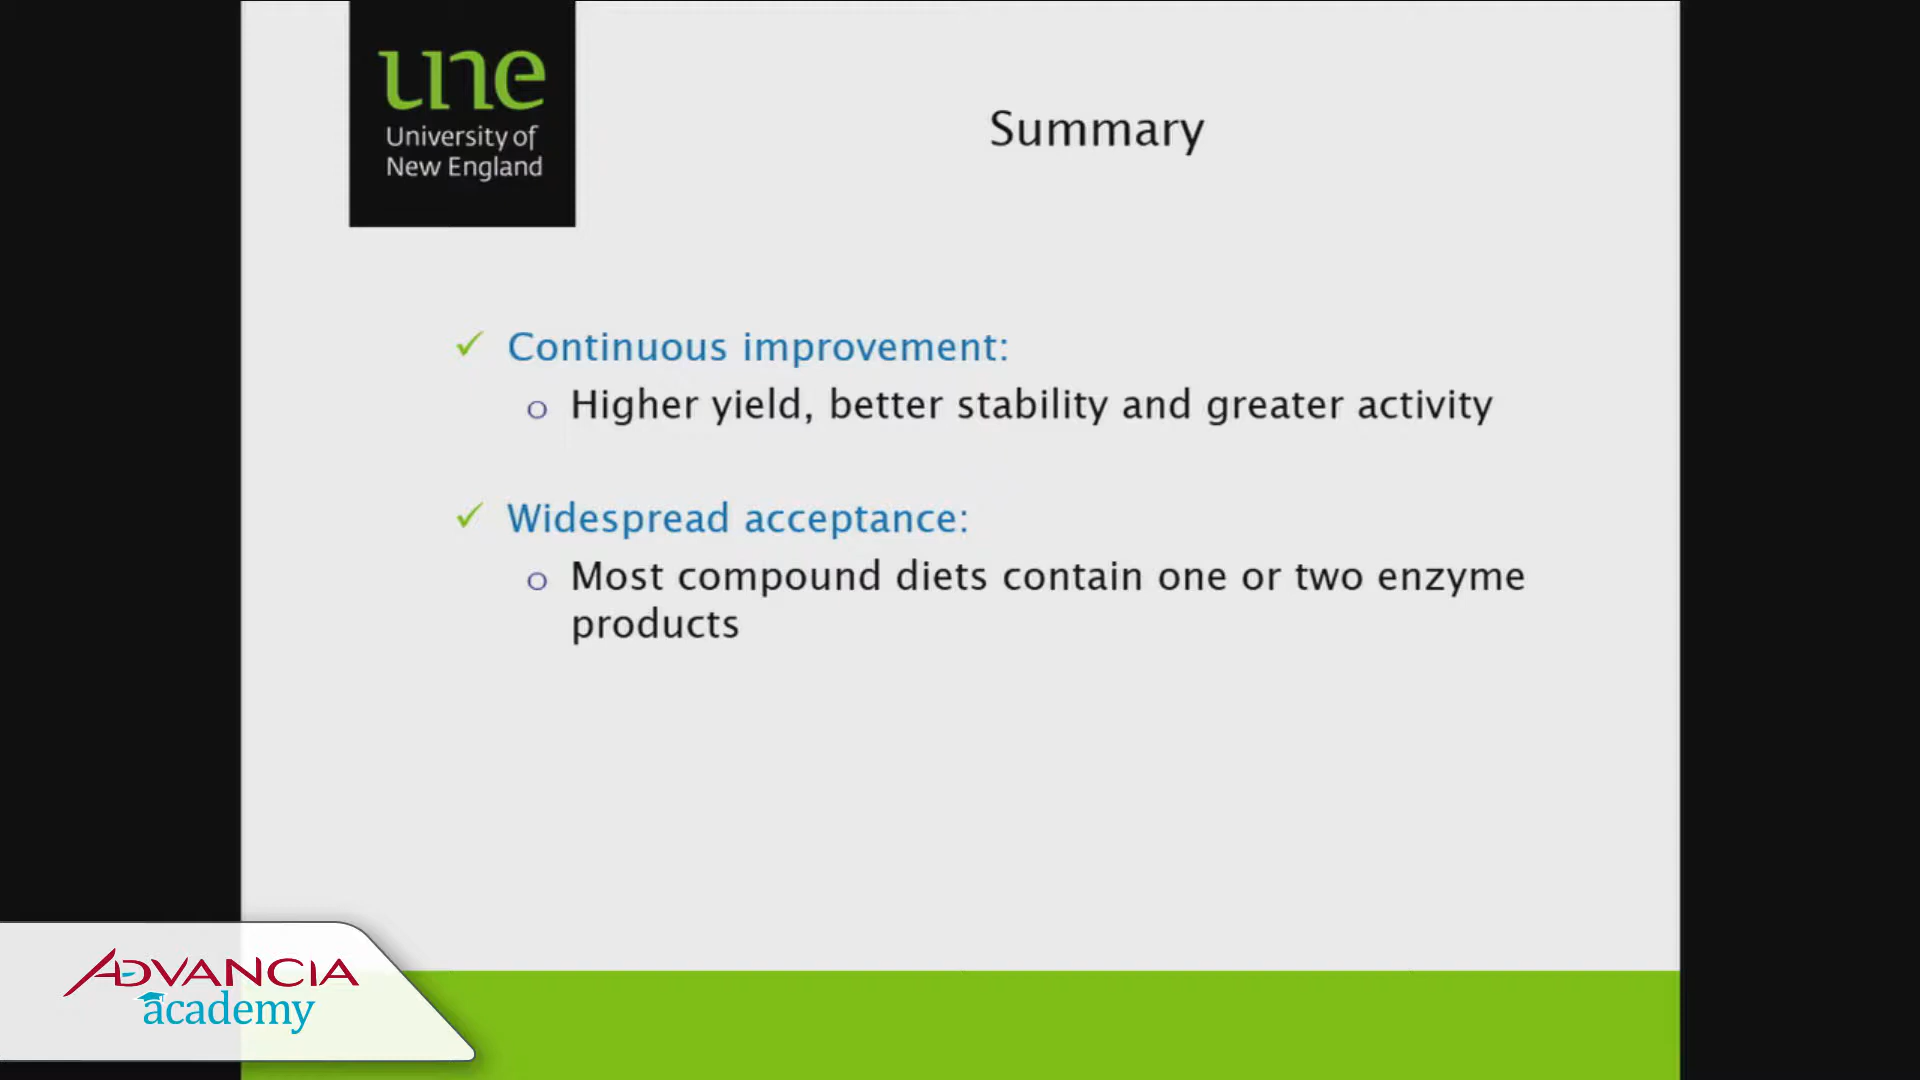 une
University of
New England
Summary
✓ Continuous improvement:
o Higher yield, better stability and greater activity
✓ Widespread acceptance:
o Most compound diets contain one or two enzyme
products
ADVANCIA
academy